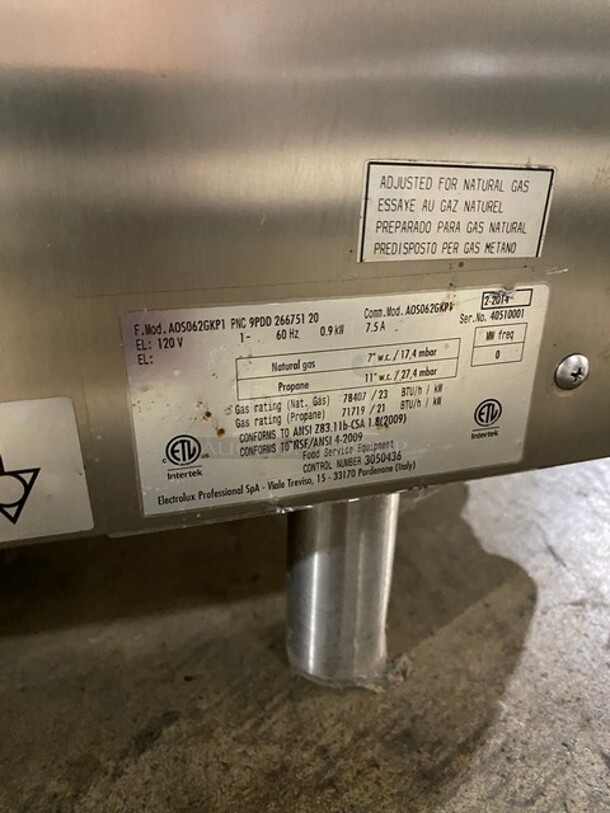 ADJUSTED FOR NATURAL GAS
ESSAYE AU GAZ NATUREL
PREPARADO PARA GAS NATURAL
PREDISPOSTO PER GAS METANO
F.Mod. AOS062GKP1 PNC 9PDD 266751 20 Comm.Mod. AOS062GKP1 2-2014
EL: 120 V 1~ 60 Hz 0.9 kW 7.5 A Ser.No. 40510001
EL:
Natural gas 7" w.c. / 17,4 mbar
Propane 11" w.c. / 27,4 mbar
MW freq
0
Gas rating (Nat. Gas) 78407 / 23 BTU/h / kW
Gas rating (Propane) 71719 / 21 BTU/h / kW
CONFORMS TO ANSI Z83.11b-CSA 1.8(2009)
CONFORMS TO NSF/ANSI 4-2009
Food Service Equipment
CONTROL NUMBER 3050436
Electrolux Professional SpA - Viale Treviso, 15 - 33170 Pordenone (Italy)
C ETL US
Intertek
ETL
Intertek